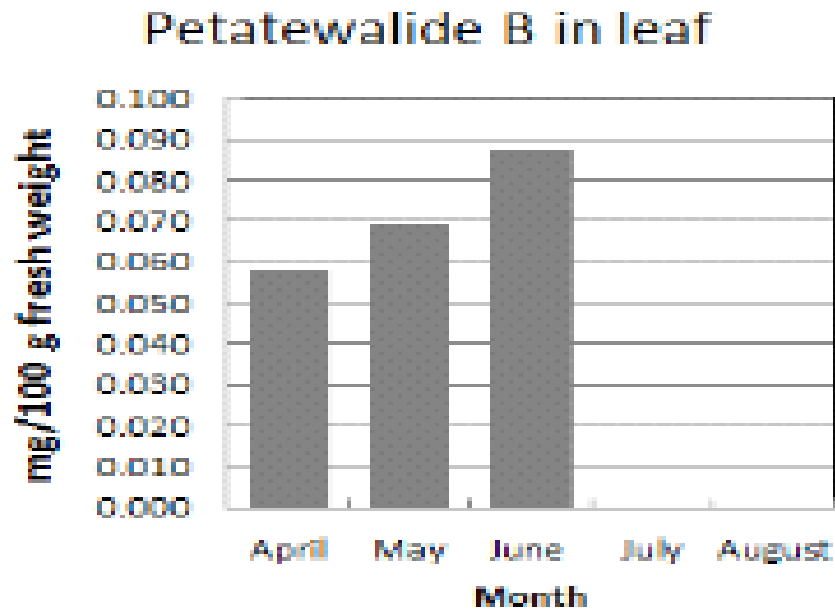 Petatewalide B in leaf
mg/100 g fresh weight
0.100
0.090
0.080
0.070
0.060
0.050
0.040
0.030
0.020
0.010
0.000
April May June July August
Month